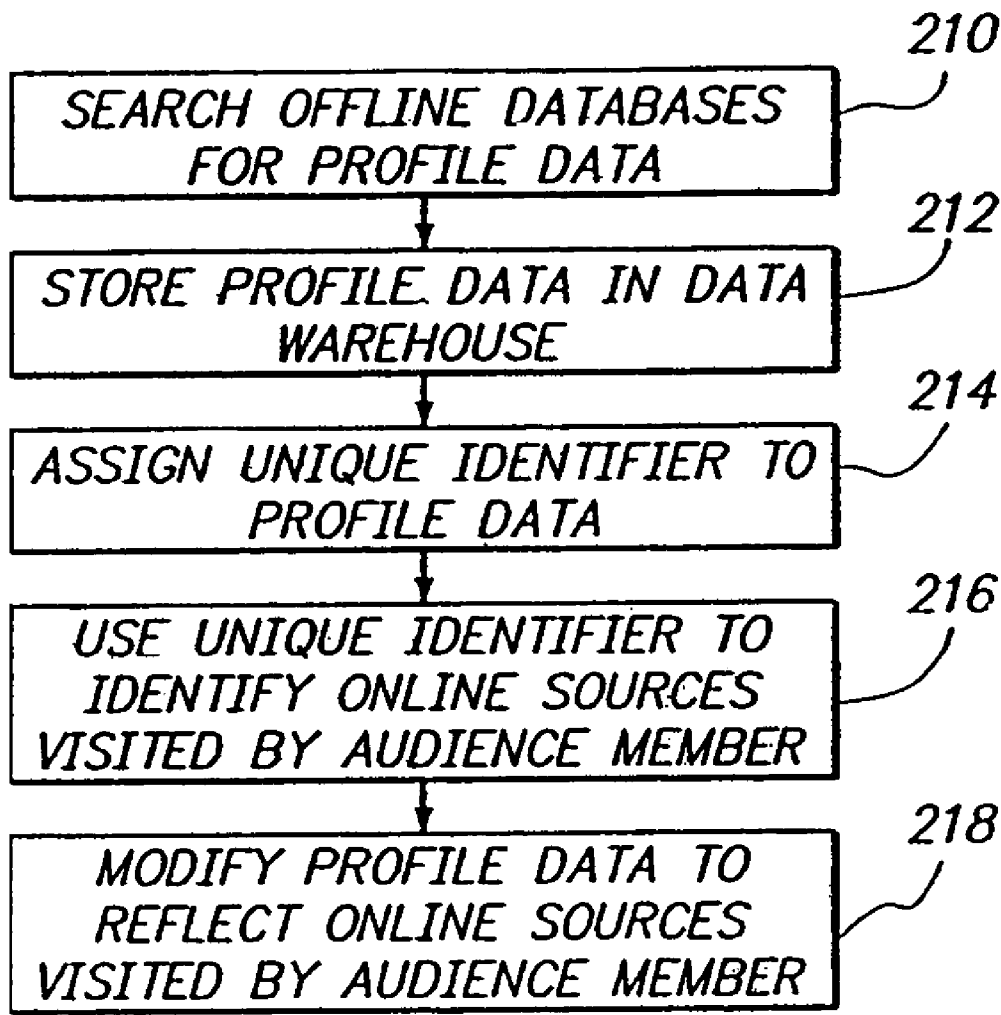 210
SEARCH OFFLINE DATABASES
FOR PROFILE DATA
212
STORE PROFILE DATA IN DATA
WAREHOUSE
214
ASSIGN UNIQUE IDENTIFIER TO
PROFILE DATA
216
USE UNIQUE IDENTIFIER TO
IDENTIFY ONLINE SOURCES
VISITED BY AUDIENCE MEMBER
218
MODIFY PROFILE DATA TO
REFLECT ONLINE SOURCES
VISITED BY AUDIENCE MEMBER